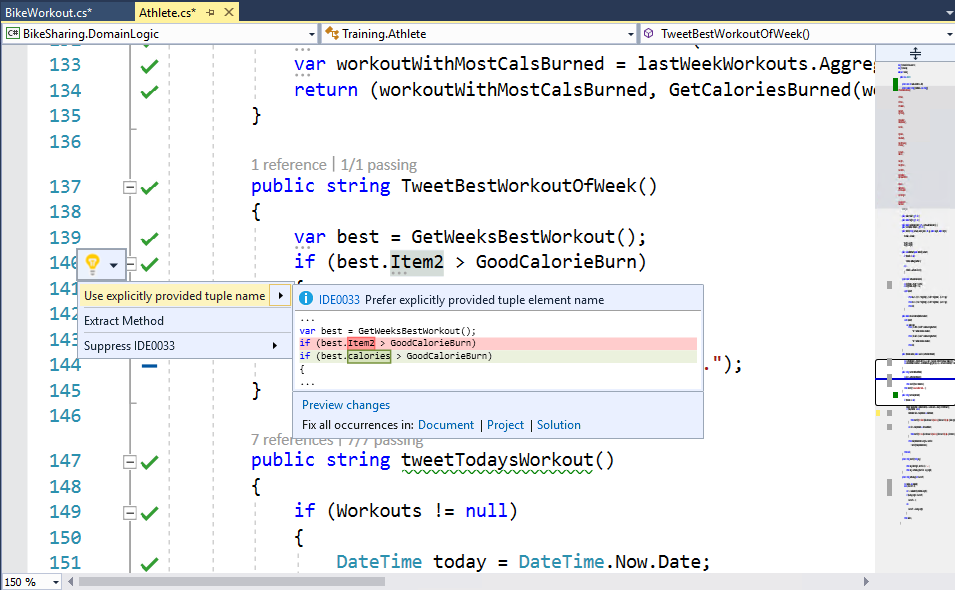 BikeWorkout.cs*
Athlete.cs*
C# BikeSharing.DomainLogic
Training.Athlete
TweetBestWorkoutOfWeek()
133 var workoutWithMostCalsBurned = lastWeekWorkouts.Aggre
134 return (workoutWithMostCalsBurned, GetCaloriesBurned(w
135 }
136
1 reference | 1/1 passing
137 public string TweetBestWorkoutOfWeek()
138 {
139 var best = GetWeeksBestWorkout();
140 if (best.Item2 > GoodCalorieBurn)
141
Use explicitly provided tuple name
Extract Method
Suppress IDE0033
IDE0033 Prefer explicitly provided tuple element name
...
var best = GetWeeksBestWorkout();
if (best.Item2 > GoodCalorieBurn)
if (best.calories > GoodCalorieBurn)
{
...
Preview changes
Fix all occurrences in: Document | Project | Solution
142
143
144 .");
145 }
146
7 references | 7/7 passing
147 public string tweetTodaysWorkout()
148 {
149 if (Workouts != null)
150 {
151 DateTime today = DateTime.Now.Date;
150 %